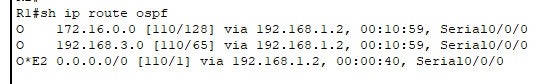 R1#sh ip route ospf
O    172.16.0.0 [110/128] via 192.168.1.2, 00:10:59, Serial0/0/0
O    192.168.3.0 [110/65] via 192.168.1.2, 00:10:59, Serial0/0/0
O*E2 0.0.0.0/0 [110/1] via 192.168.1.2, 00:00:40, Serial0/0/0